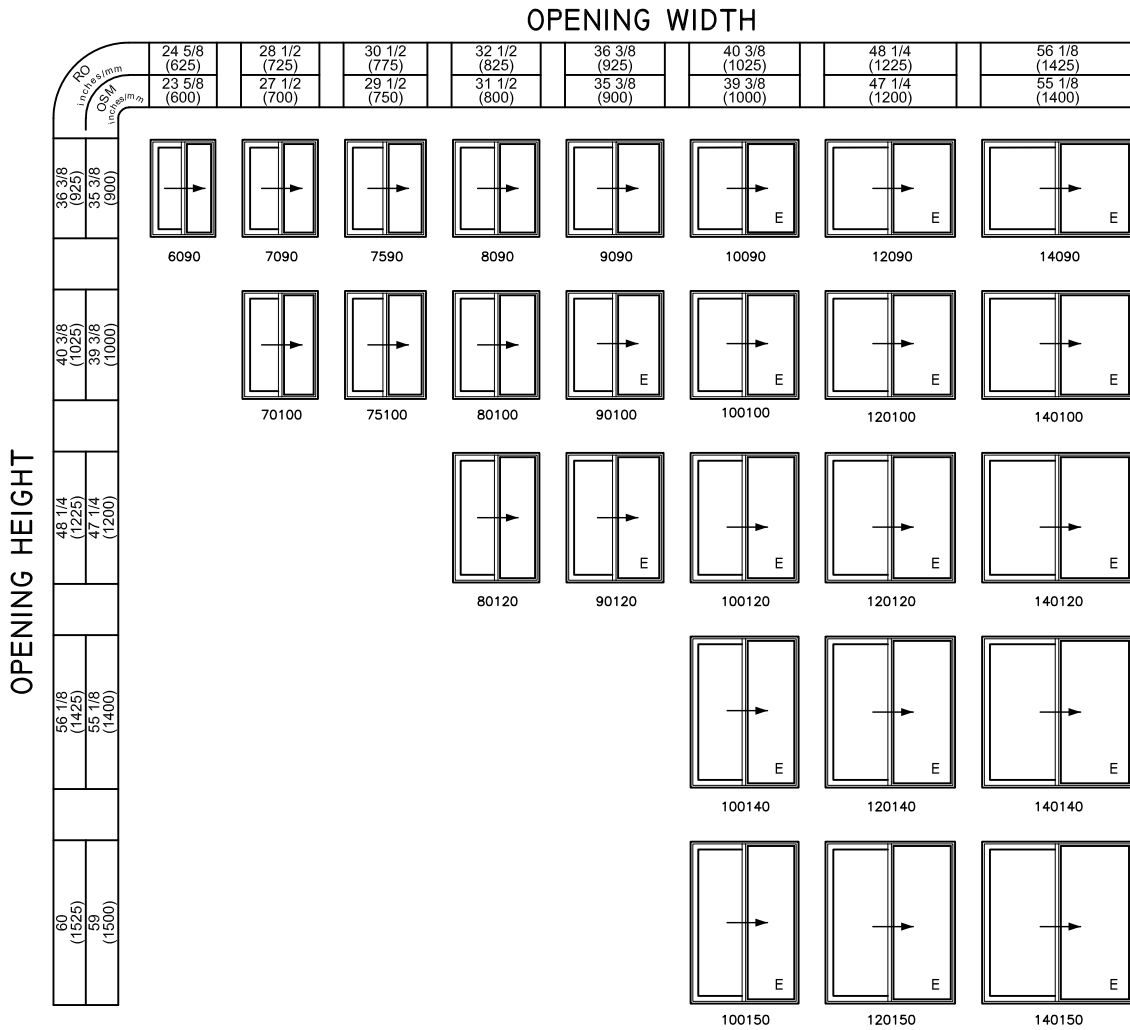 OPENING WIDTH
RO
inches/mm
OSM
inches/mm
24 5/8 28 1/2 30 1/2 32 1/2 36 3/8 40 3/8 48 1/4 56 1/8
(625) (725) (775) (825) (925) (1025) (1225) (1425)
23 5/8 27 1/2 29 1/2 31 1/2 35 3/8 39 3/8 47 1/4 55 1/8
(600) (700) (750) (800) (900) (1000) (1200) (1400)
OPENING HEIGHT
36 3/8
(925)
35 3/8
(900)
E E E
6090 7090 7590 8090 9090 10090 12090 14090
40 3/8
(1025)
39 3/8
(1000)
E E E E
70100 75100 80100 90100 100100 120100 140100
48 1/4
(1225)
47 1/4
(1200)
E E E E
80120 90120 100120 120120 140120
56 1/8
(1425)
55 1/8
(1400)
E E E
100140 120140 140140
60
(1525)
59
(1500)
E E E
100150 120150 140150